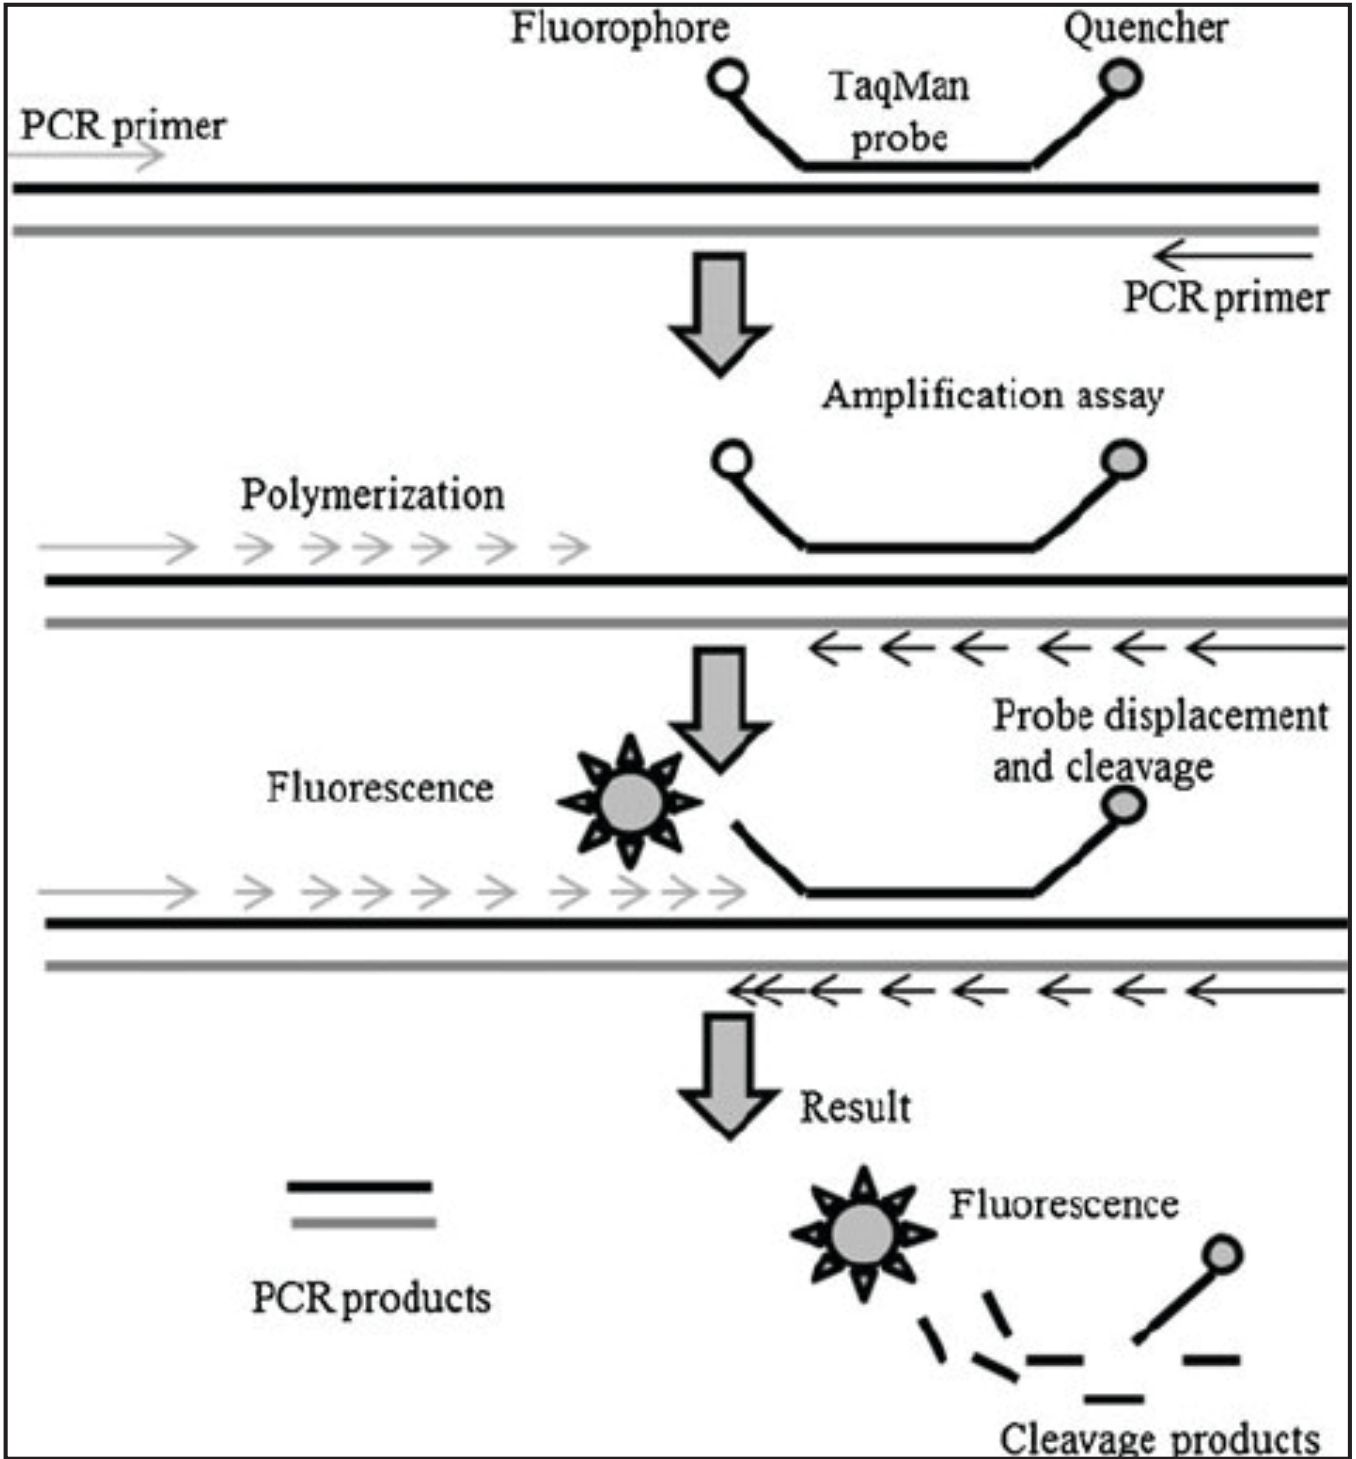 Fluorophore
Quencher
TaqMan
probe
PCR primer
PCR primer
Amplification assay
Polymerization
Probe displacement
and cleavage
Fluorescence
Result
Fluorescence
PCR products
Cleavage products